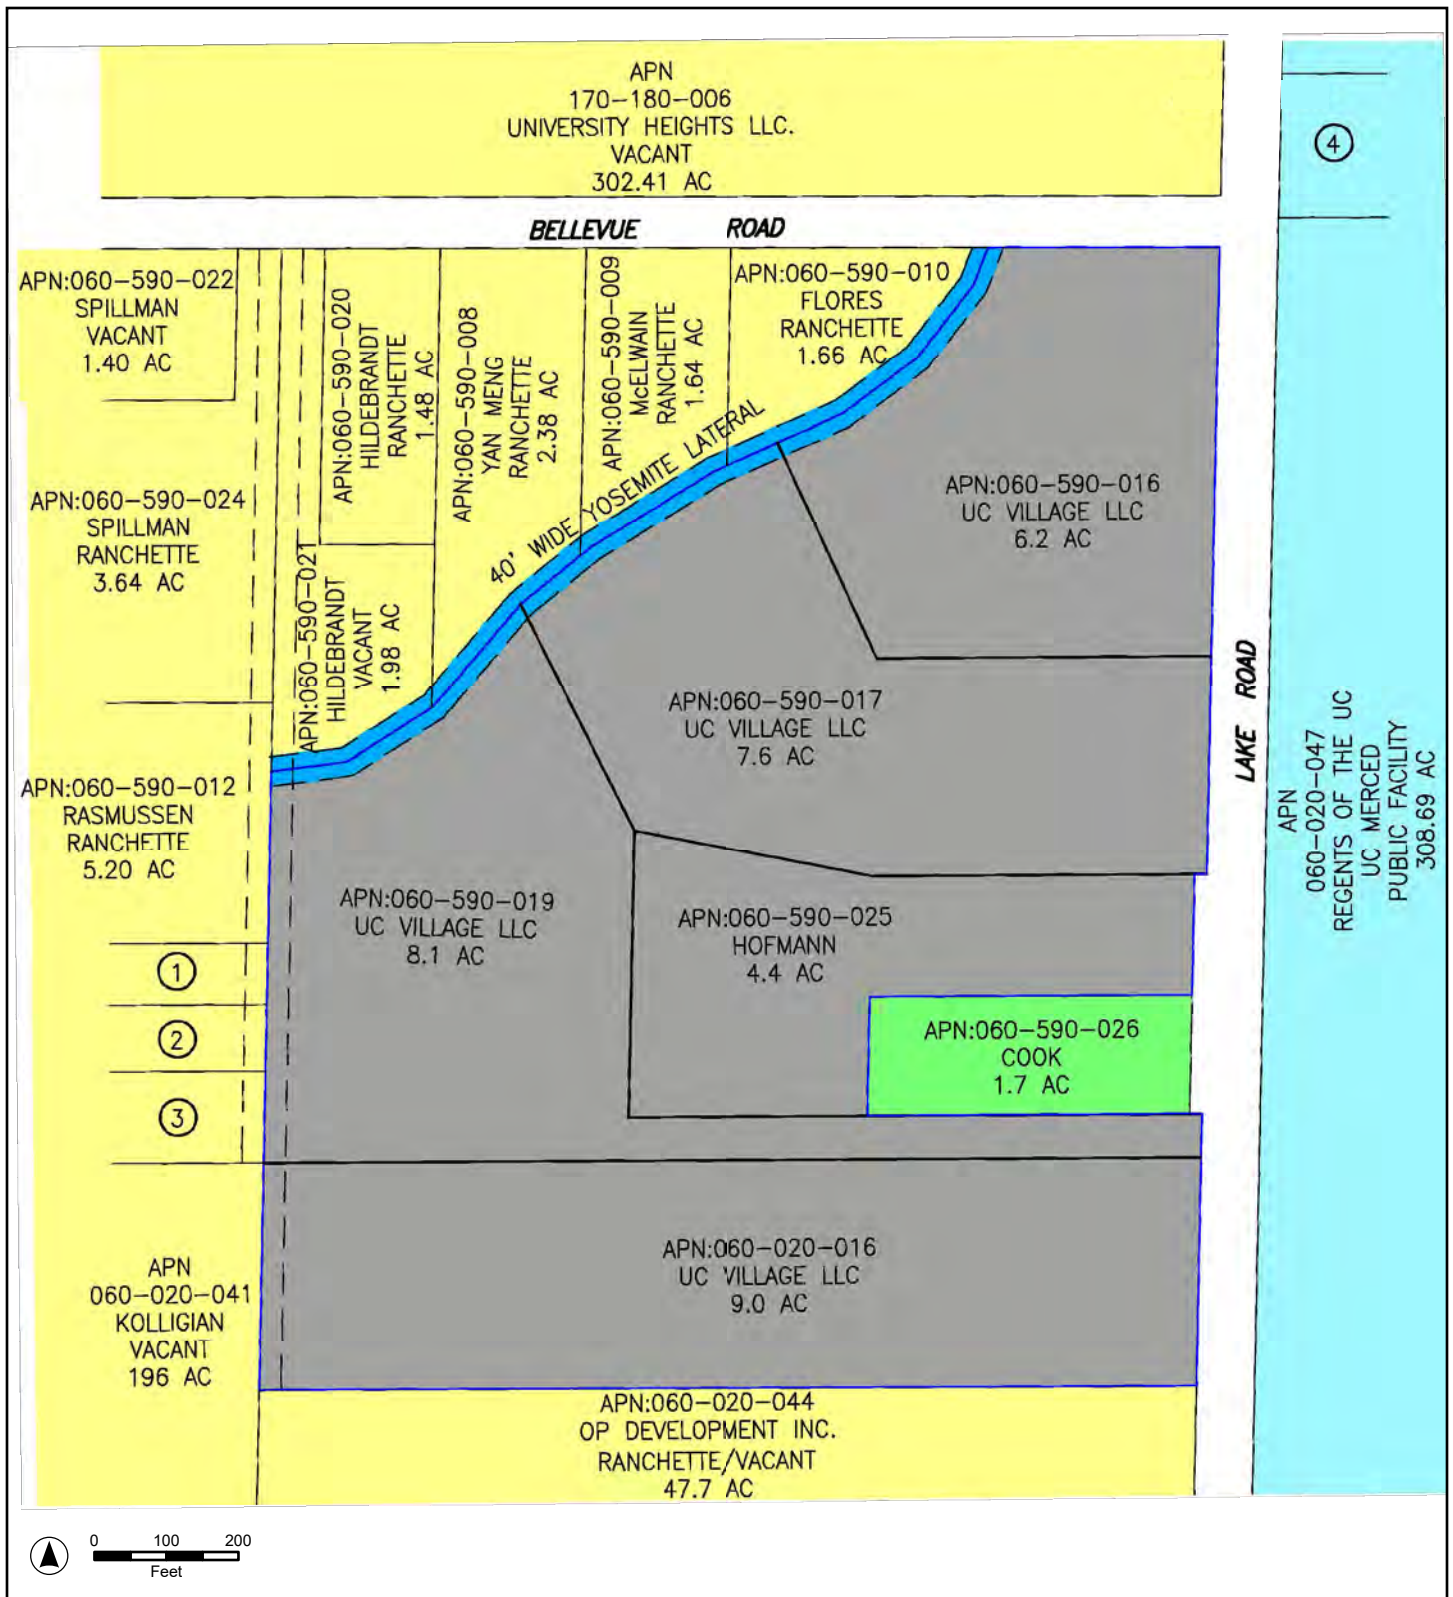 APN
170-180-006
UNIVERSITY HEIGHTS LLC.
VACANT
302.41 AC
4
BELLEVUE ROAD
APN:060-590-022
SPILLMAN
VACANT
1.40 AC
APN:060-590-020
HILDEBRANDT
RANCHETTE
1.48 AC
APN:060-590-008
YAN MENG
RANCHETTE
2.38 AC
APN:060-590-009
McELWAIN
RANCHETTE
1.64 AC
APN:060-590-010
FLORES
RANCHETTE
1.66 AC
40' WIDE YOSEMITE LATERAL
APN:060-590-024
SPILLMAN
RANCHETTE
3.64 AC
APN:060-590-021
HILDEBRANDT
VACANT
1.98 AC
APN:060-590-016
UC VILLAGE LLC
6.2 AC
APN:060-590-017
UC VILLAGE LLC
7.6 AC
LAKE ROAD
APN
060-020-047
REGENTS OF THE UC
UC MERCED
PUBLIC FACILITY
308.69 AC
APN:060-590-012
RASMUSSEN
RANCHETTE
5.20 AC
APN:060-590-019
UC VILLAGE LLC
8.1 AC
APN:060-590-025
HOFMANN
4.4 AC
1
2
3
APN:060-590-026
COOK
1.7 AC
APN:060-020-016
UC VILLAGE LLC
9.0 AC
APN
060-020-041
KOLLIGIAN
VACANT
196 AC
APN:060-020-044
OP DEVELOPMENT INC.
RANCHETTE/VACANT
47.7 AC
0 100 200
Feet